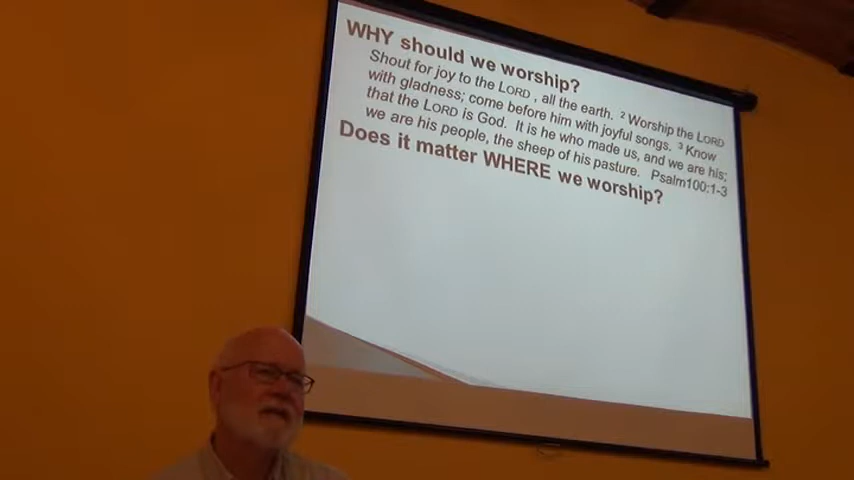 WHY should we worship?
Shout for joy to the LORD , all the earth. 2 Worship the LORD
with gladness; come before him with joyful songs. 3 Know
that the LORD is God. It is he who made us, and we are his;
we are his people, the sheep of his pasture. Psalm100:1-3
Does it matter WHERE we worship?